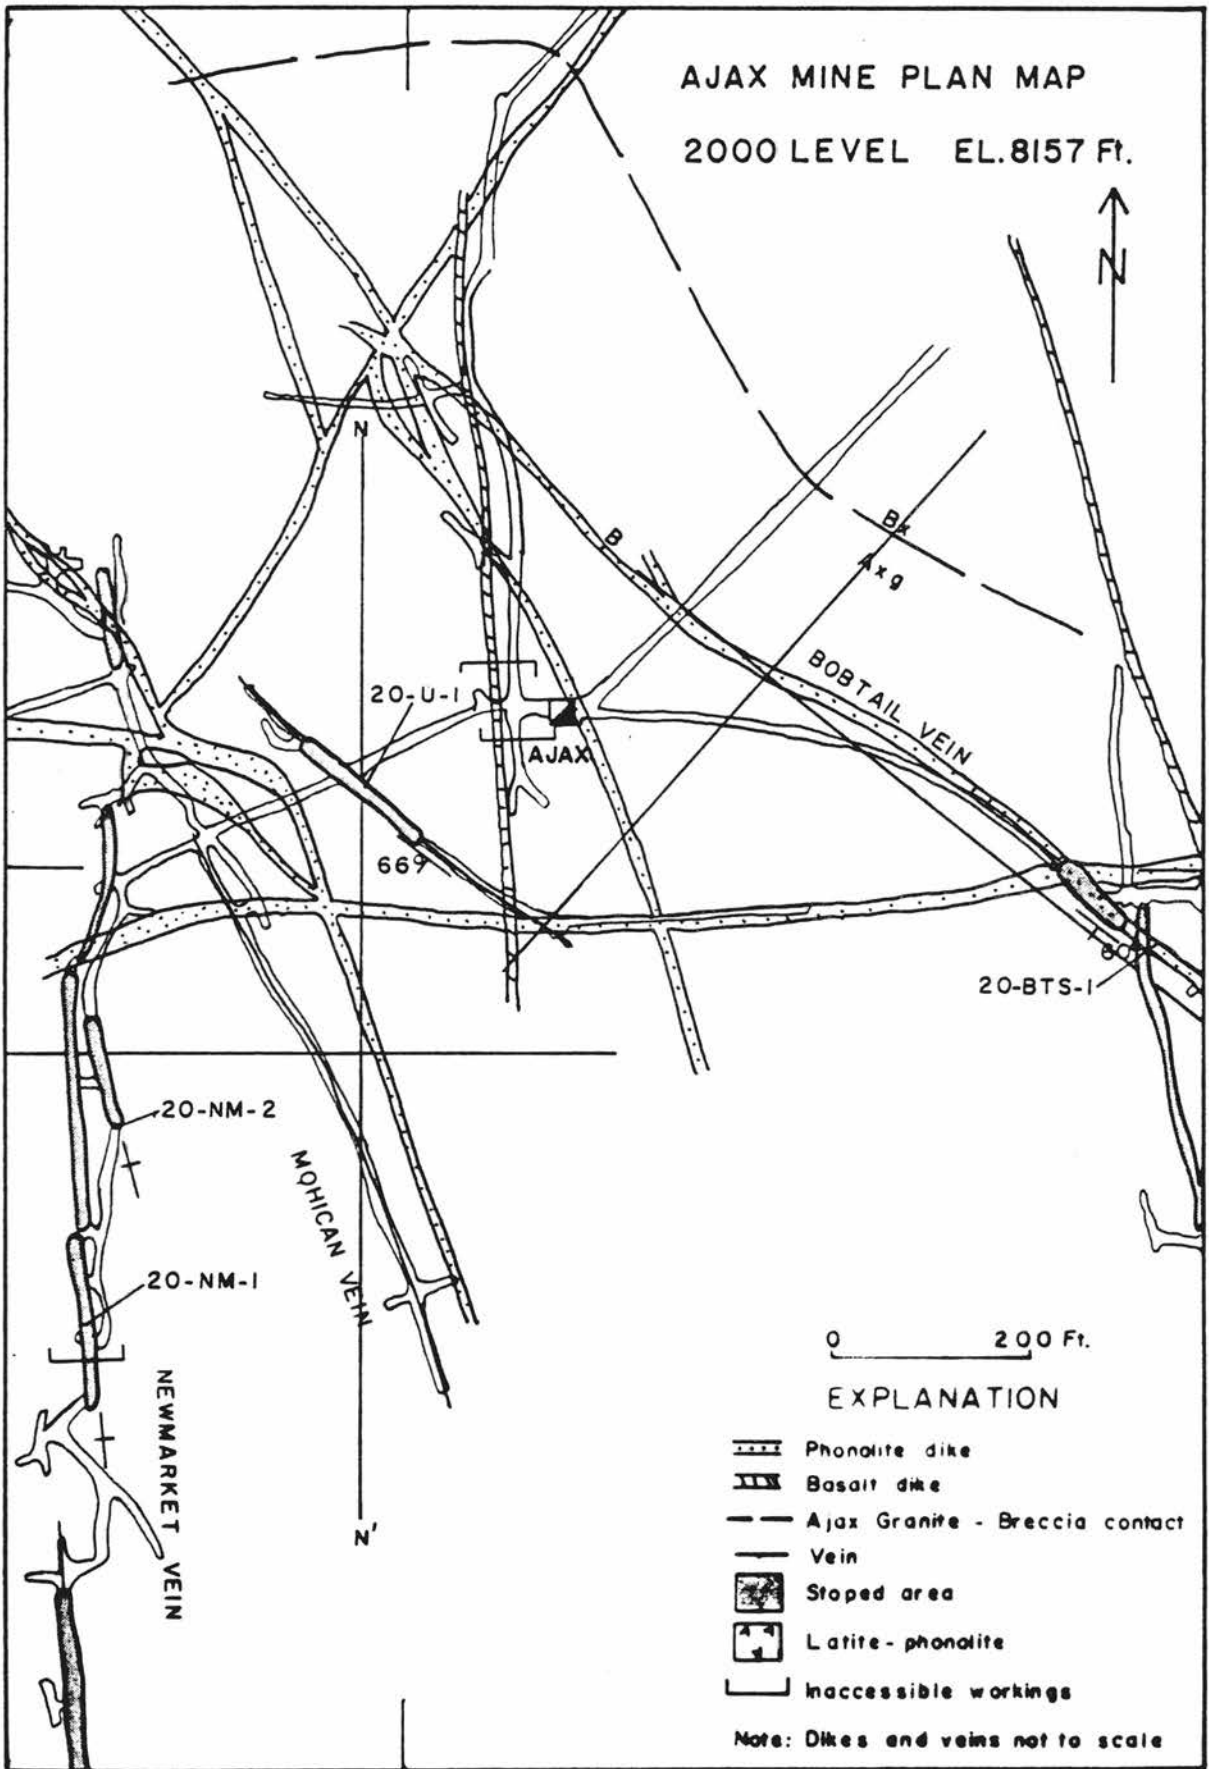 AJAX MINE PLAN MAP
2000 LEVEL EL. 8157 Ft.
N
N
B
Bx
Axg
BOBTAIL VEIN
20-U-1
AJAX
669
80
20-BTS-1
20-NM-2
MOHICAN VEIN
20-NM-1
NEWMARKET VEIN
N'
0 200 Ft.
EXPLANATION
Phonolite dike
Basalt dike
Ajax Granite - Breccia contact
Vein
Stoped area
Latite - phonolite
Inaccessible workings
Note: Dikes and veins not to scale